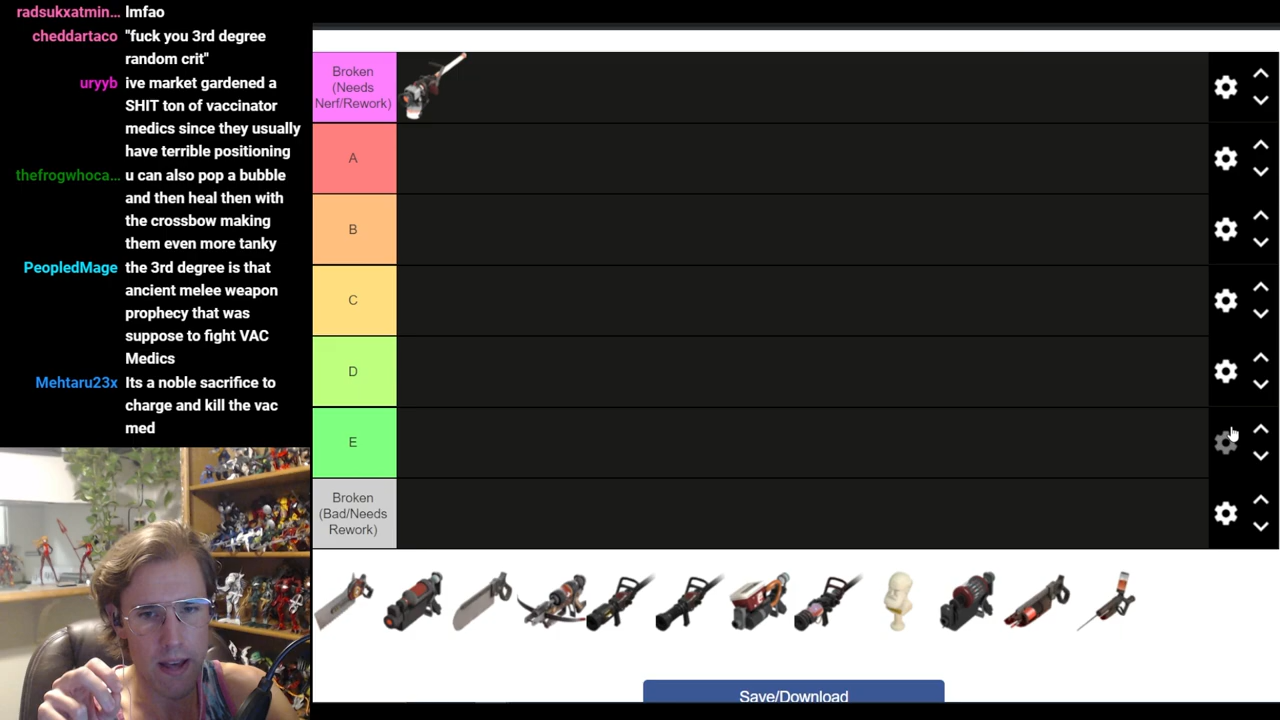 radsukxatmin… lmfao
cheddartaco "fuck you 3rd degree
random crit"
uryyb ive market gardened a
SHIT ton of vaccinator
medics since they usually
have terrible positioning
thefrogwhoca… u can also pop a bubble
and then heal then with
the crossbow making
them even more tanky
PeopledMage the 3rd degree is that
ancient melee weapon
prophecy that was
suppose to fight VAC
Medics
Mehtaru23x Its a noble sacrifice to
charge and kill the vac
med
Broken
(Needs
Nerf/Rework)
A
B
C
D
E
Broken
(Bad/Needs
Rework)
Save/Download